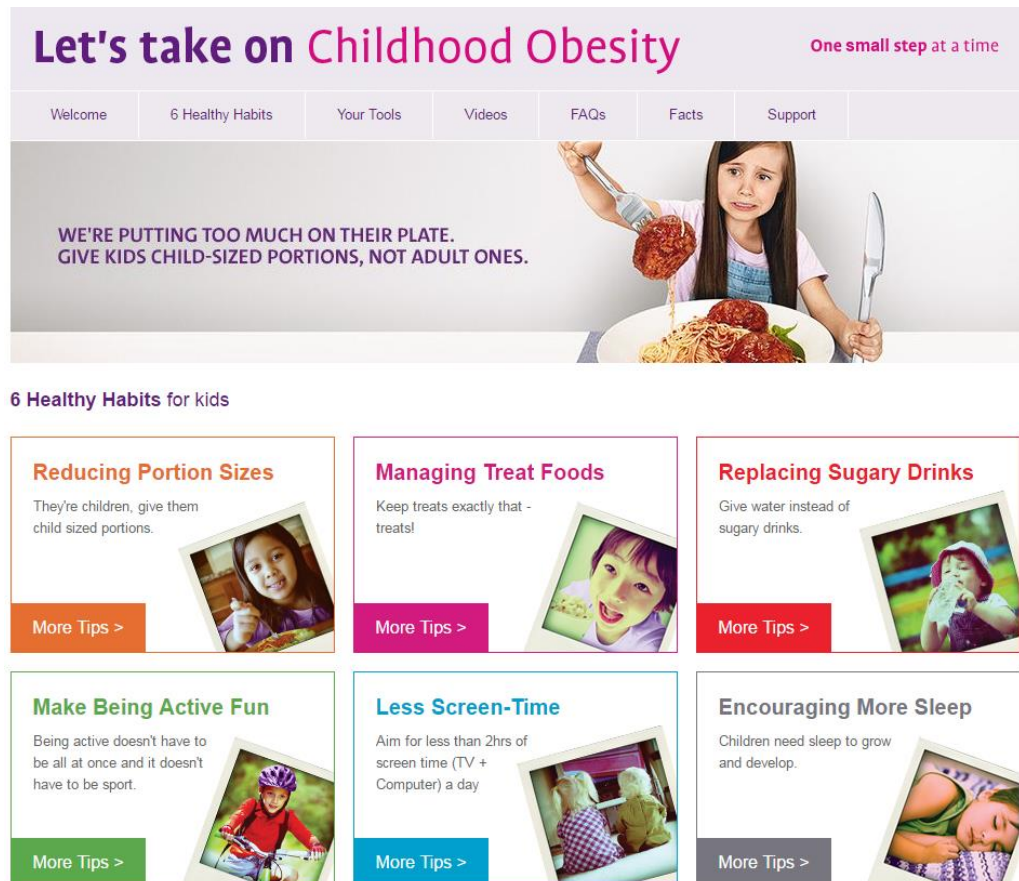 Let's take on Childhood Obesity
One small step at a time
Welcome
6 Healthy Habits
Your Tools
Videos
FAQs
Facts
Support
WE'RE PUTTING TOO MUCH ON THEIR PLATE.
GIVE KIDS CHILD-SIZED PORTIONS, NOT ADULT ONES.
6 Healthy Habits for kids
Reducing Portion Sizes
They're children, give them
child sized portions.
More Tips >
Managing Treat Foods
Keep treats exactly that -
treats!
More Tips >
Replacing Sugary Drinks
Give water instead of
sugary drinks.
More Tips >
Make Being Active Fun
Being active doesn't have to
be all at once and it doesn't
have to be sport.
More Tips >
Less Screen-Time
Aim for less than 2hrs of
screen time (TV +
Computer) a day
More Tips >
Encouraging More Sleep
Children need sleep to grow
and develop.
More Tips >